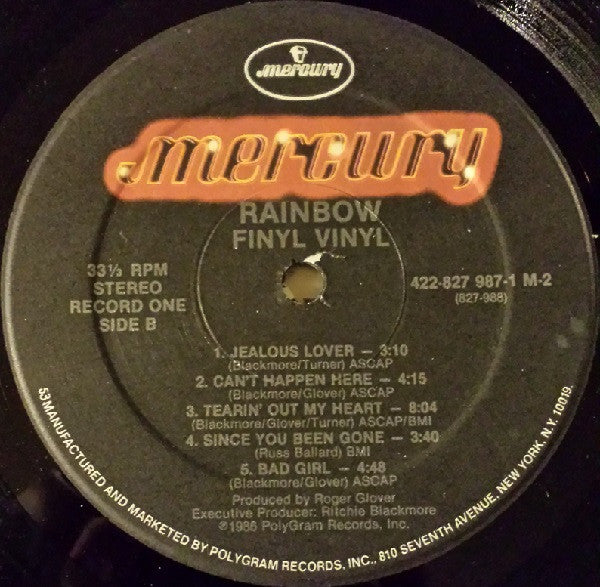 mercury
mercury
RAINBOW
FINYL VINYL
33⅓ RPM
STEREO
RECORD ONE
SIDE B
422-827 987-1 M-2
(827-988)
1. JEALOUS LOVER – 3:10
(Blackmore/Turner) ASCAP
2. CAN'T HAPPEN HERE – 4:15
(Blackmore/Glover) ASCAP
3. TEARIN' OUT MY HEART – 8:04
(Blackmore/Glover/Turner) ASCAP/BMI
4. SINCE YOU BEEN GONE – 3:40
(Russ Ballard) BMI
5. BAD GIRL – 4:48
(Blackmore/Glover) ASCAP
Produced by Roger Glover
Executive Producer: Ritchie Blackmore
℗1986 PolyGram Records, Inc.
53 MANUFACTURED AND MARKETED BY POLYGRAM RECORDS, INC., 810 SEVENTH AVENUE, NEW YORK, N.Y. 10019.